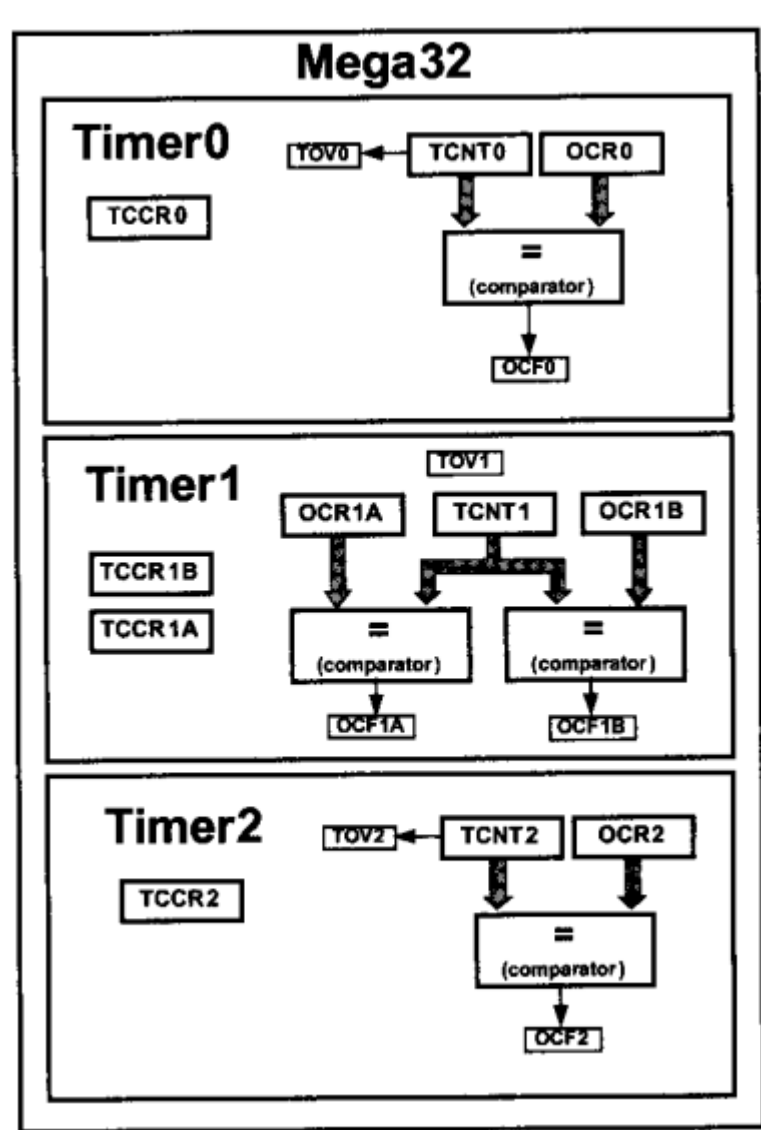 Mega32
Timer0
TOV0
TCNT0
OCR0
TCCR0
=
(comparator)
OCF0
Timer1
TOV1
OCR1A
TCNT1
OCR1B
TCCR1B
TCCR1A
=
(comparator)
=
(comparator)
OCF1A
OCF1B
Timer2
TOV2
TCNT2
OCR2
TCCR2
=
(comparator)
OCF2